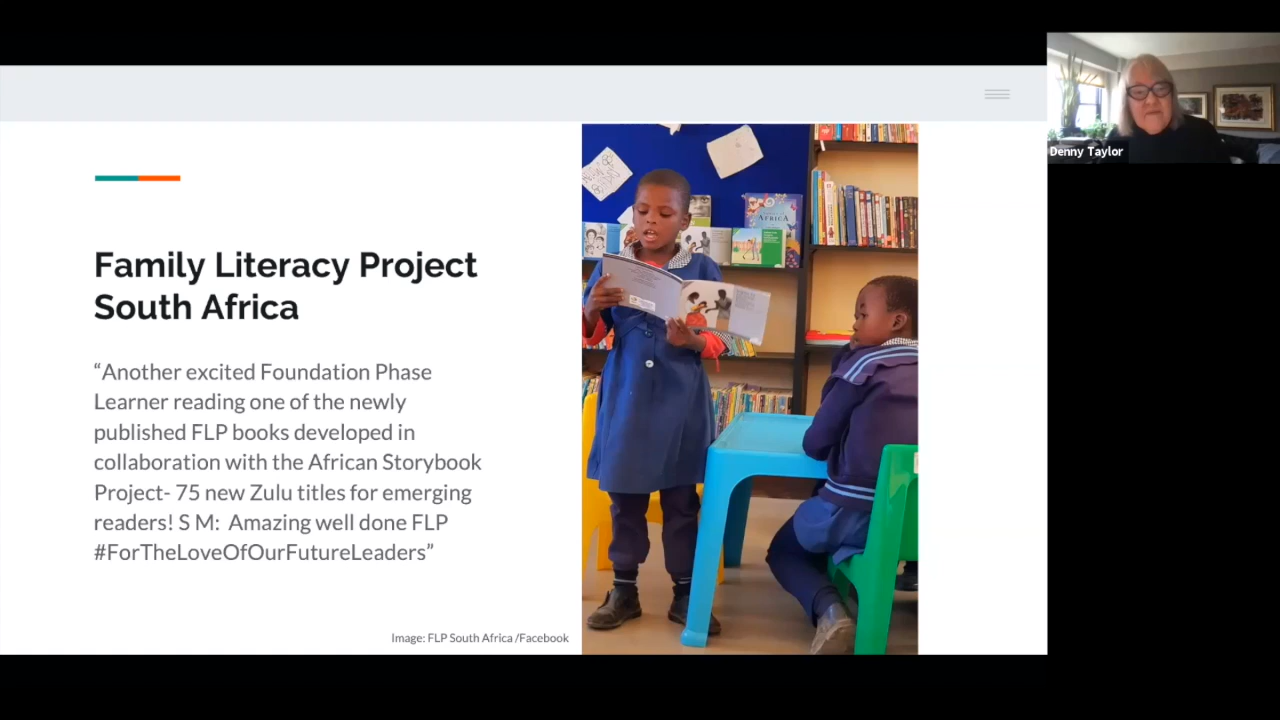 Denny Taylor
Family Literacy Project
South Africa
“Another excited Foundation Phase
Learner reading one of the newly
published FLP books developed in
collaboration with the African Storybook
Project- 75 new Zulu titles for emerging
readers! S M:  Amazing well done FLP
#ForTheLoveOfOurFutureLeaders”
Image: FLP South Africa /Facebook
AFRICA